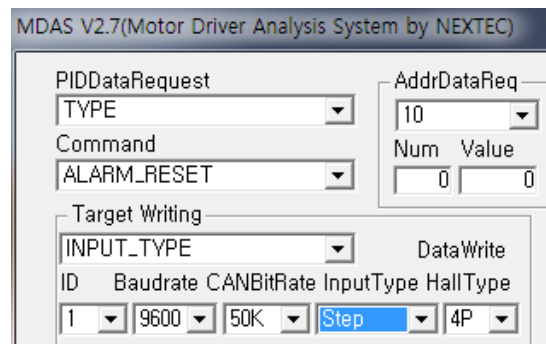 MDAS V2.7(Motor Driver Analysis System by NEXTEC)
PIDDataRequest
TYPE
Command
ALARM_RESET
AddrDataReq
10
Num Value
0 0
Target Writing
INPUT_TYPE
DataWrite
ID Baudrate CANBitRate InputType HallType
1 9600 50K Step 4P